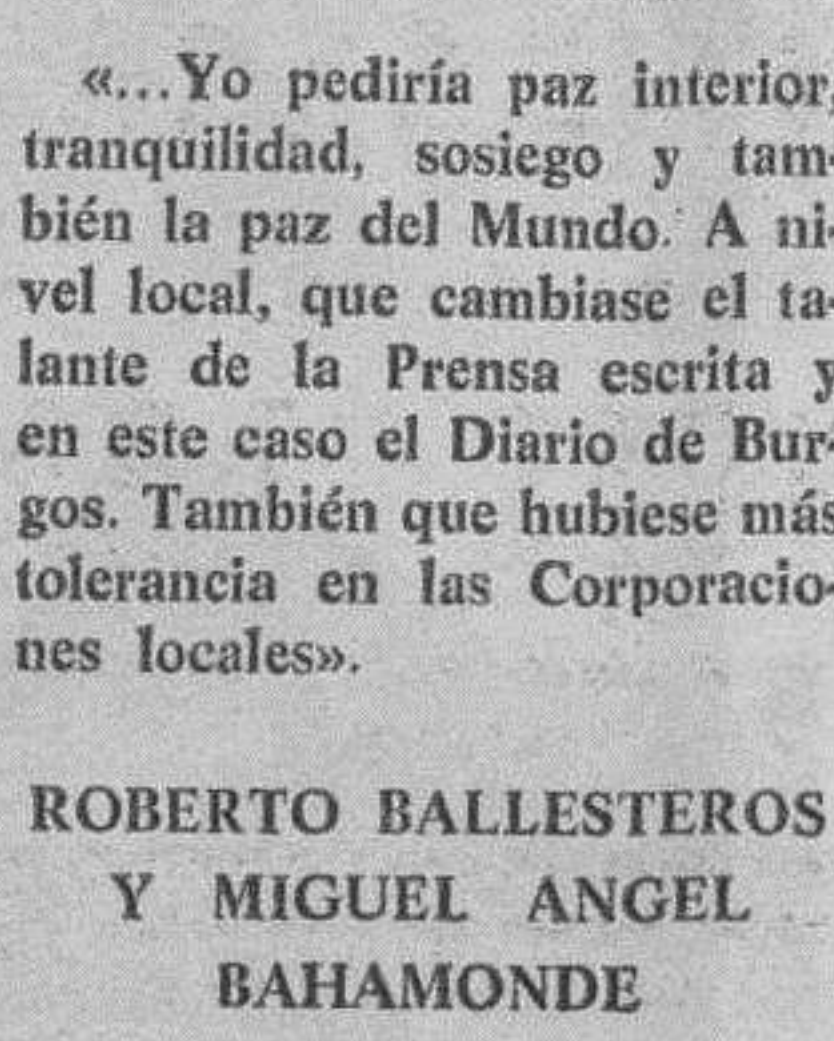 «...Yo pediría paz interior,
tranquilidad, sosiego y tam-
bién la paz del Mundo. A ni-
vel local, que cambiase el ta-
lante de la Prensa escrita y
en este caso el Diario de Bur-
gos. También que hubiese más
tolerancia en las Corporacio-
nes locales».
ROBERTO BALLESTEROS
Y MIGUEL ANGEL
BAHAMONDE